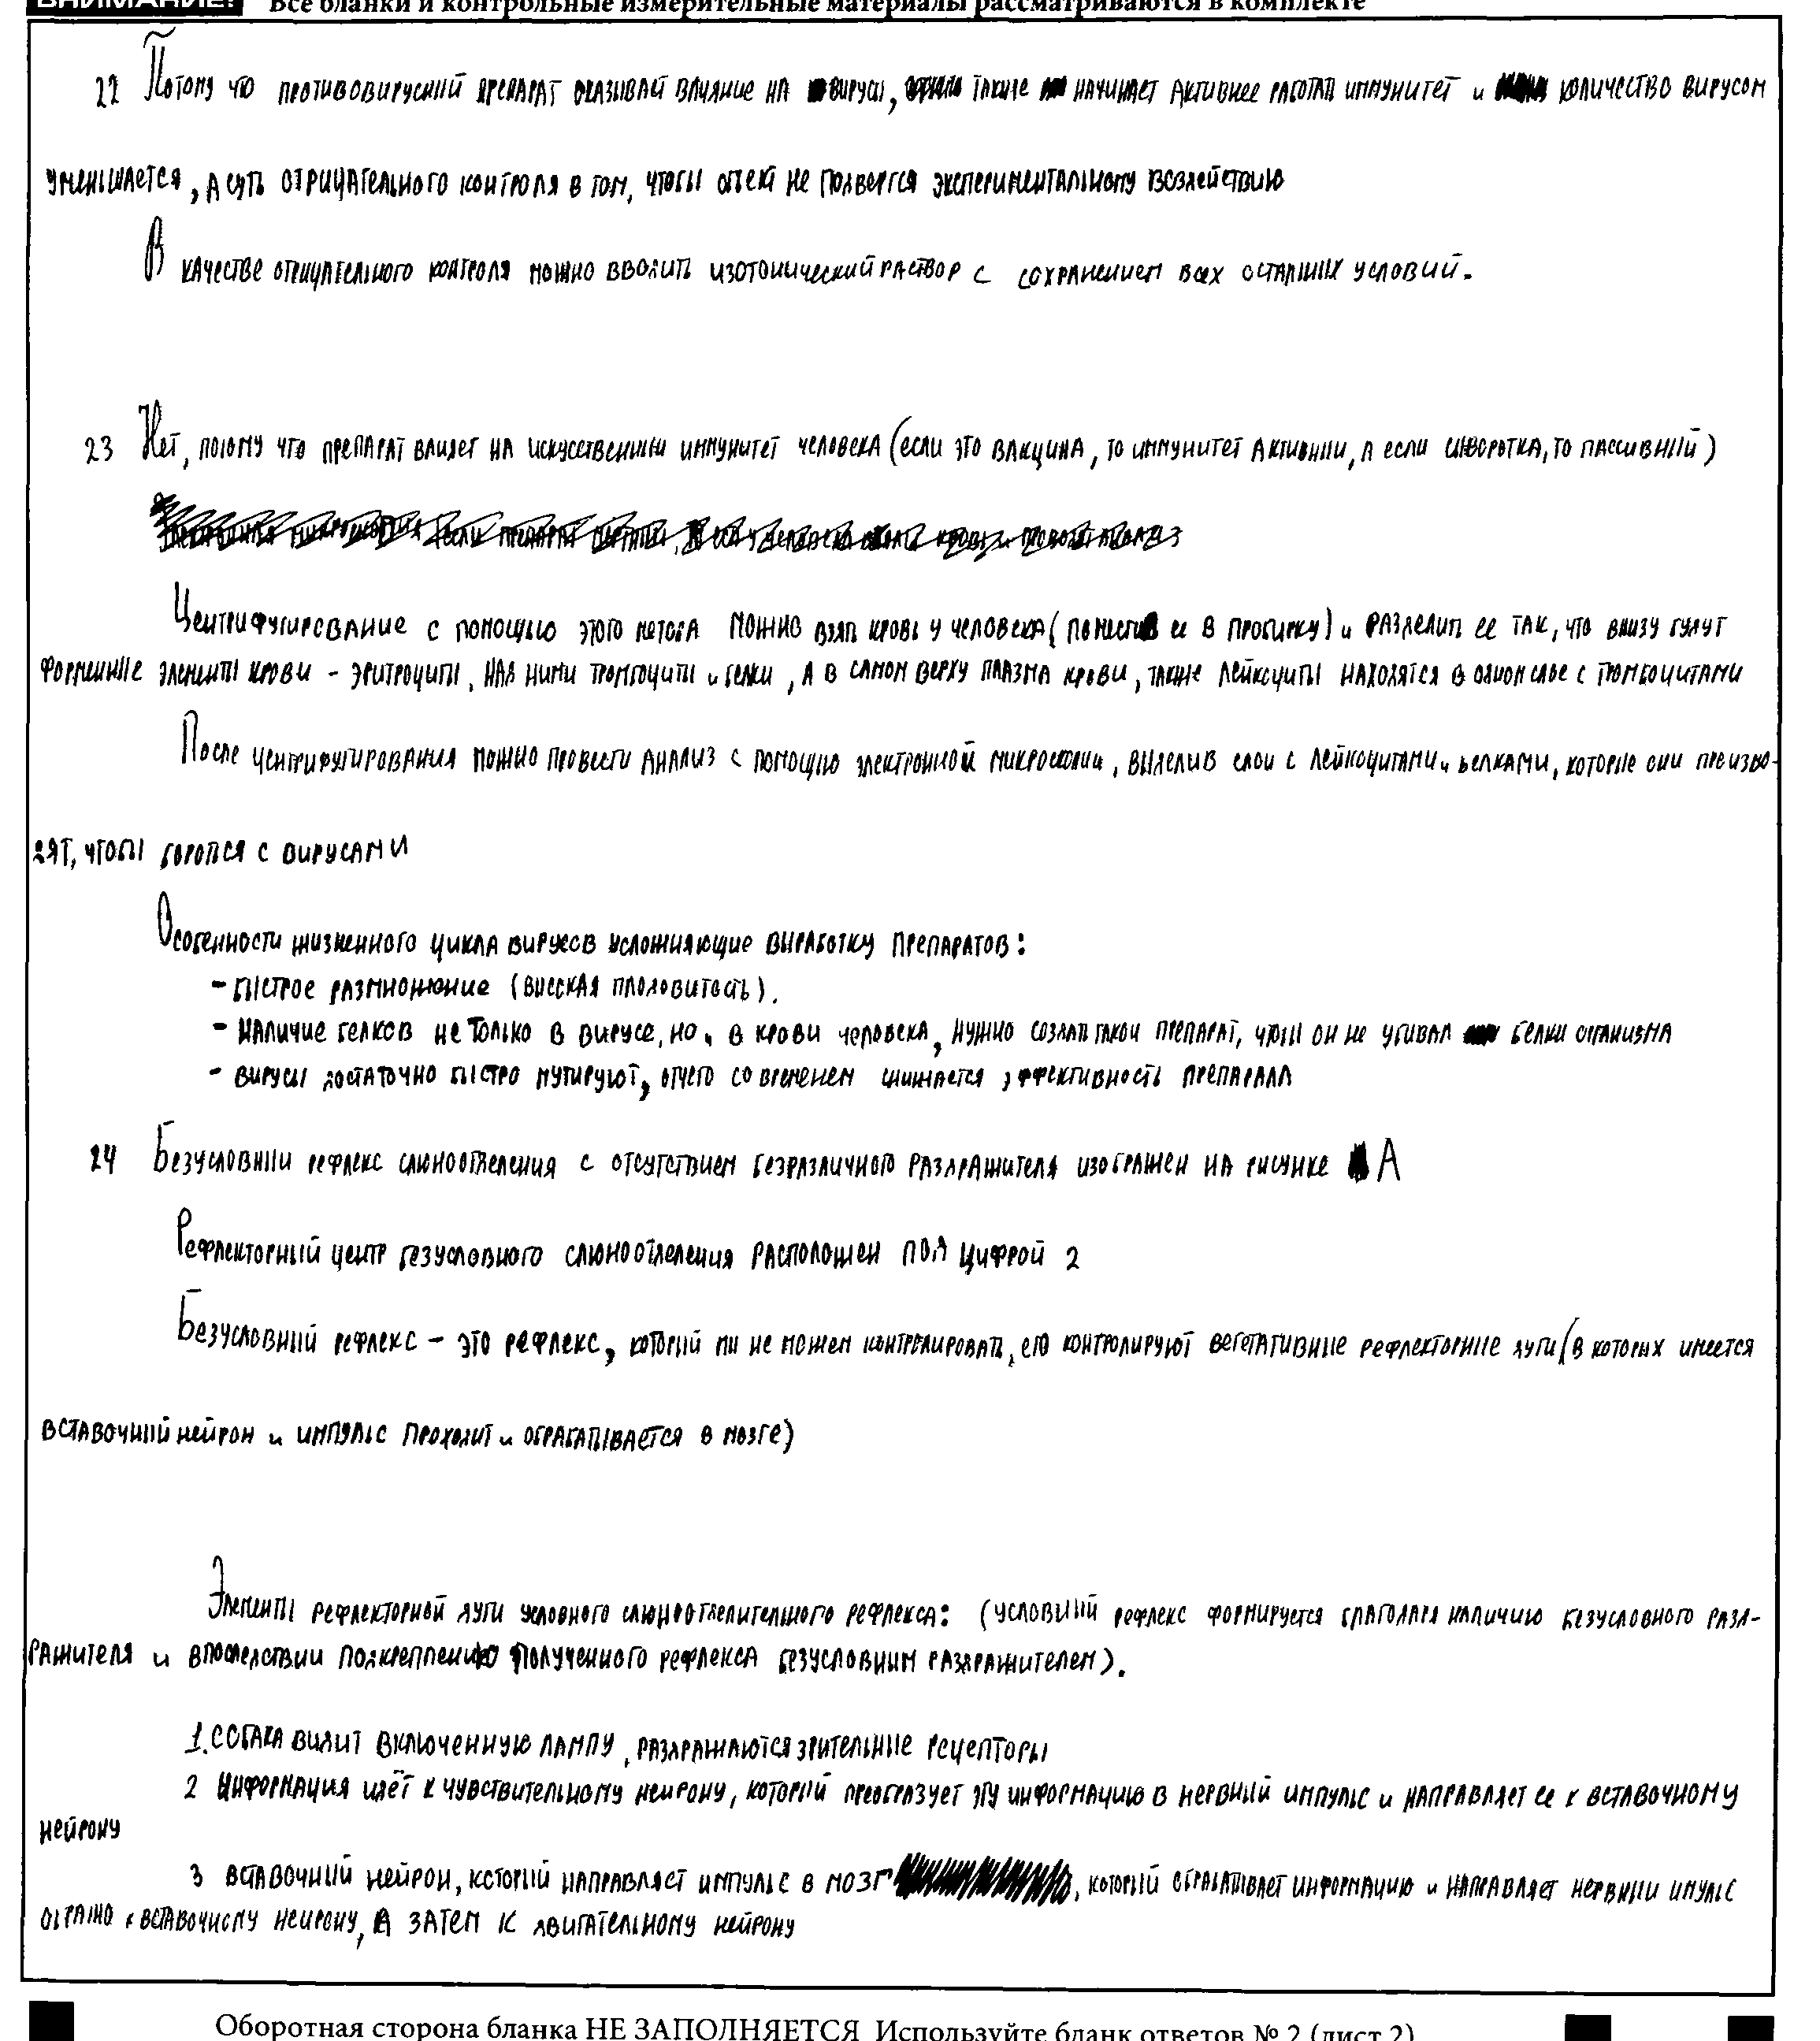 ВНИМАНИЕ! Все бланки и контрольные измерительные материалы рассматриваются в комплекте
22 Потому что противовирусный препарат оказывай влияние на вирусы, также начинает активнее работать иммунитет и количество вирусом
уменьшается, а суть отрицательного контроля в том, чтобы объект не подвергся экспериментальному воздействию
В качестве отрицательного контроля можно вводить изотонический раствор с сохранением всех остальных условий.
23 Нет, потому что препарат влияет на искусственный иммунитет человека (если это вакцина, то иммунитет активный, а если сыворотка, то пассивный)
Центрифугирование с помощью этого метода можно взять кровь у человека (поместив ее в пробирку) и разделить ее так, что внизу будут
форменные элементы крови - эритроциты, над ними тромбоциты и белки, а в самом верху плазма крови, также лейкоциты находятся в одном слое с тромбоцитами
После центрифугирования можно провести анализ с помощью электронной микроскопии, выделив слои с лейкоцитами и белками, которые они произво-
дят, чтобы бороться с вирусами
Особенности жизненного цикла вирусов усложняющие выработку препаратов:
- быстрое размножение (высокая плодовитость).
- наличие белков не только в вирусе, но и в крови человека, нужно создать такой препарат, чтобы он не убивал белки организма
- вирусы достаточно быстро мутируют, отчего со временем снижается эффективность препарата
24 Безусловный рефлекс слюноотделения с отсутствием безразличного раздражителя изображен на рисунке А
Рефлекторный центр безусловного слюноотделения расположен под цифрой 2
Безусловный рефлекс - это рефлекс, который мы не можем контролировать, его контролируют вегетативные рефлекторные дуги (в которых имеется
вставочный нейрон и импульс проходит и обрабатывается в мозге)
Элементы рефлекторной дуги условного слюноотделительного рефлекса: (условный рефлекс формируется благодаря наличию безусловного разд-
ражителя и впоследствии подкреплению полученного рефлекса безусловным раздражителем).
1. Собака видит включенную лампу, раздражаются зрительные рецепторы
2 Информация идёт к чувствительному нейрону, который преобразует эту информацию в нервный импульс и направляет ее к вставочному
нейрону
3 вставочный нейрон, который направляет импульс в мозг, который обрабатывает информацию и направляет нервный импульс
обратно к вставочному нейрону, а затем к двигательному нейрону
Оборотная сторона бланка НЕ ЗАПОЛНЯЕТСЯ. Используйте бланк ответов № 2 (лист 2)